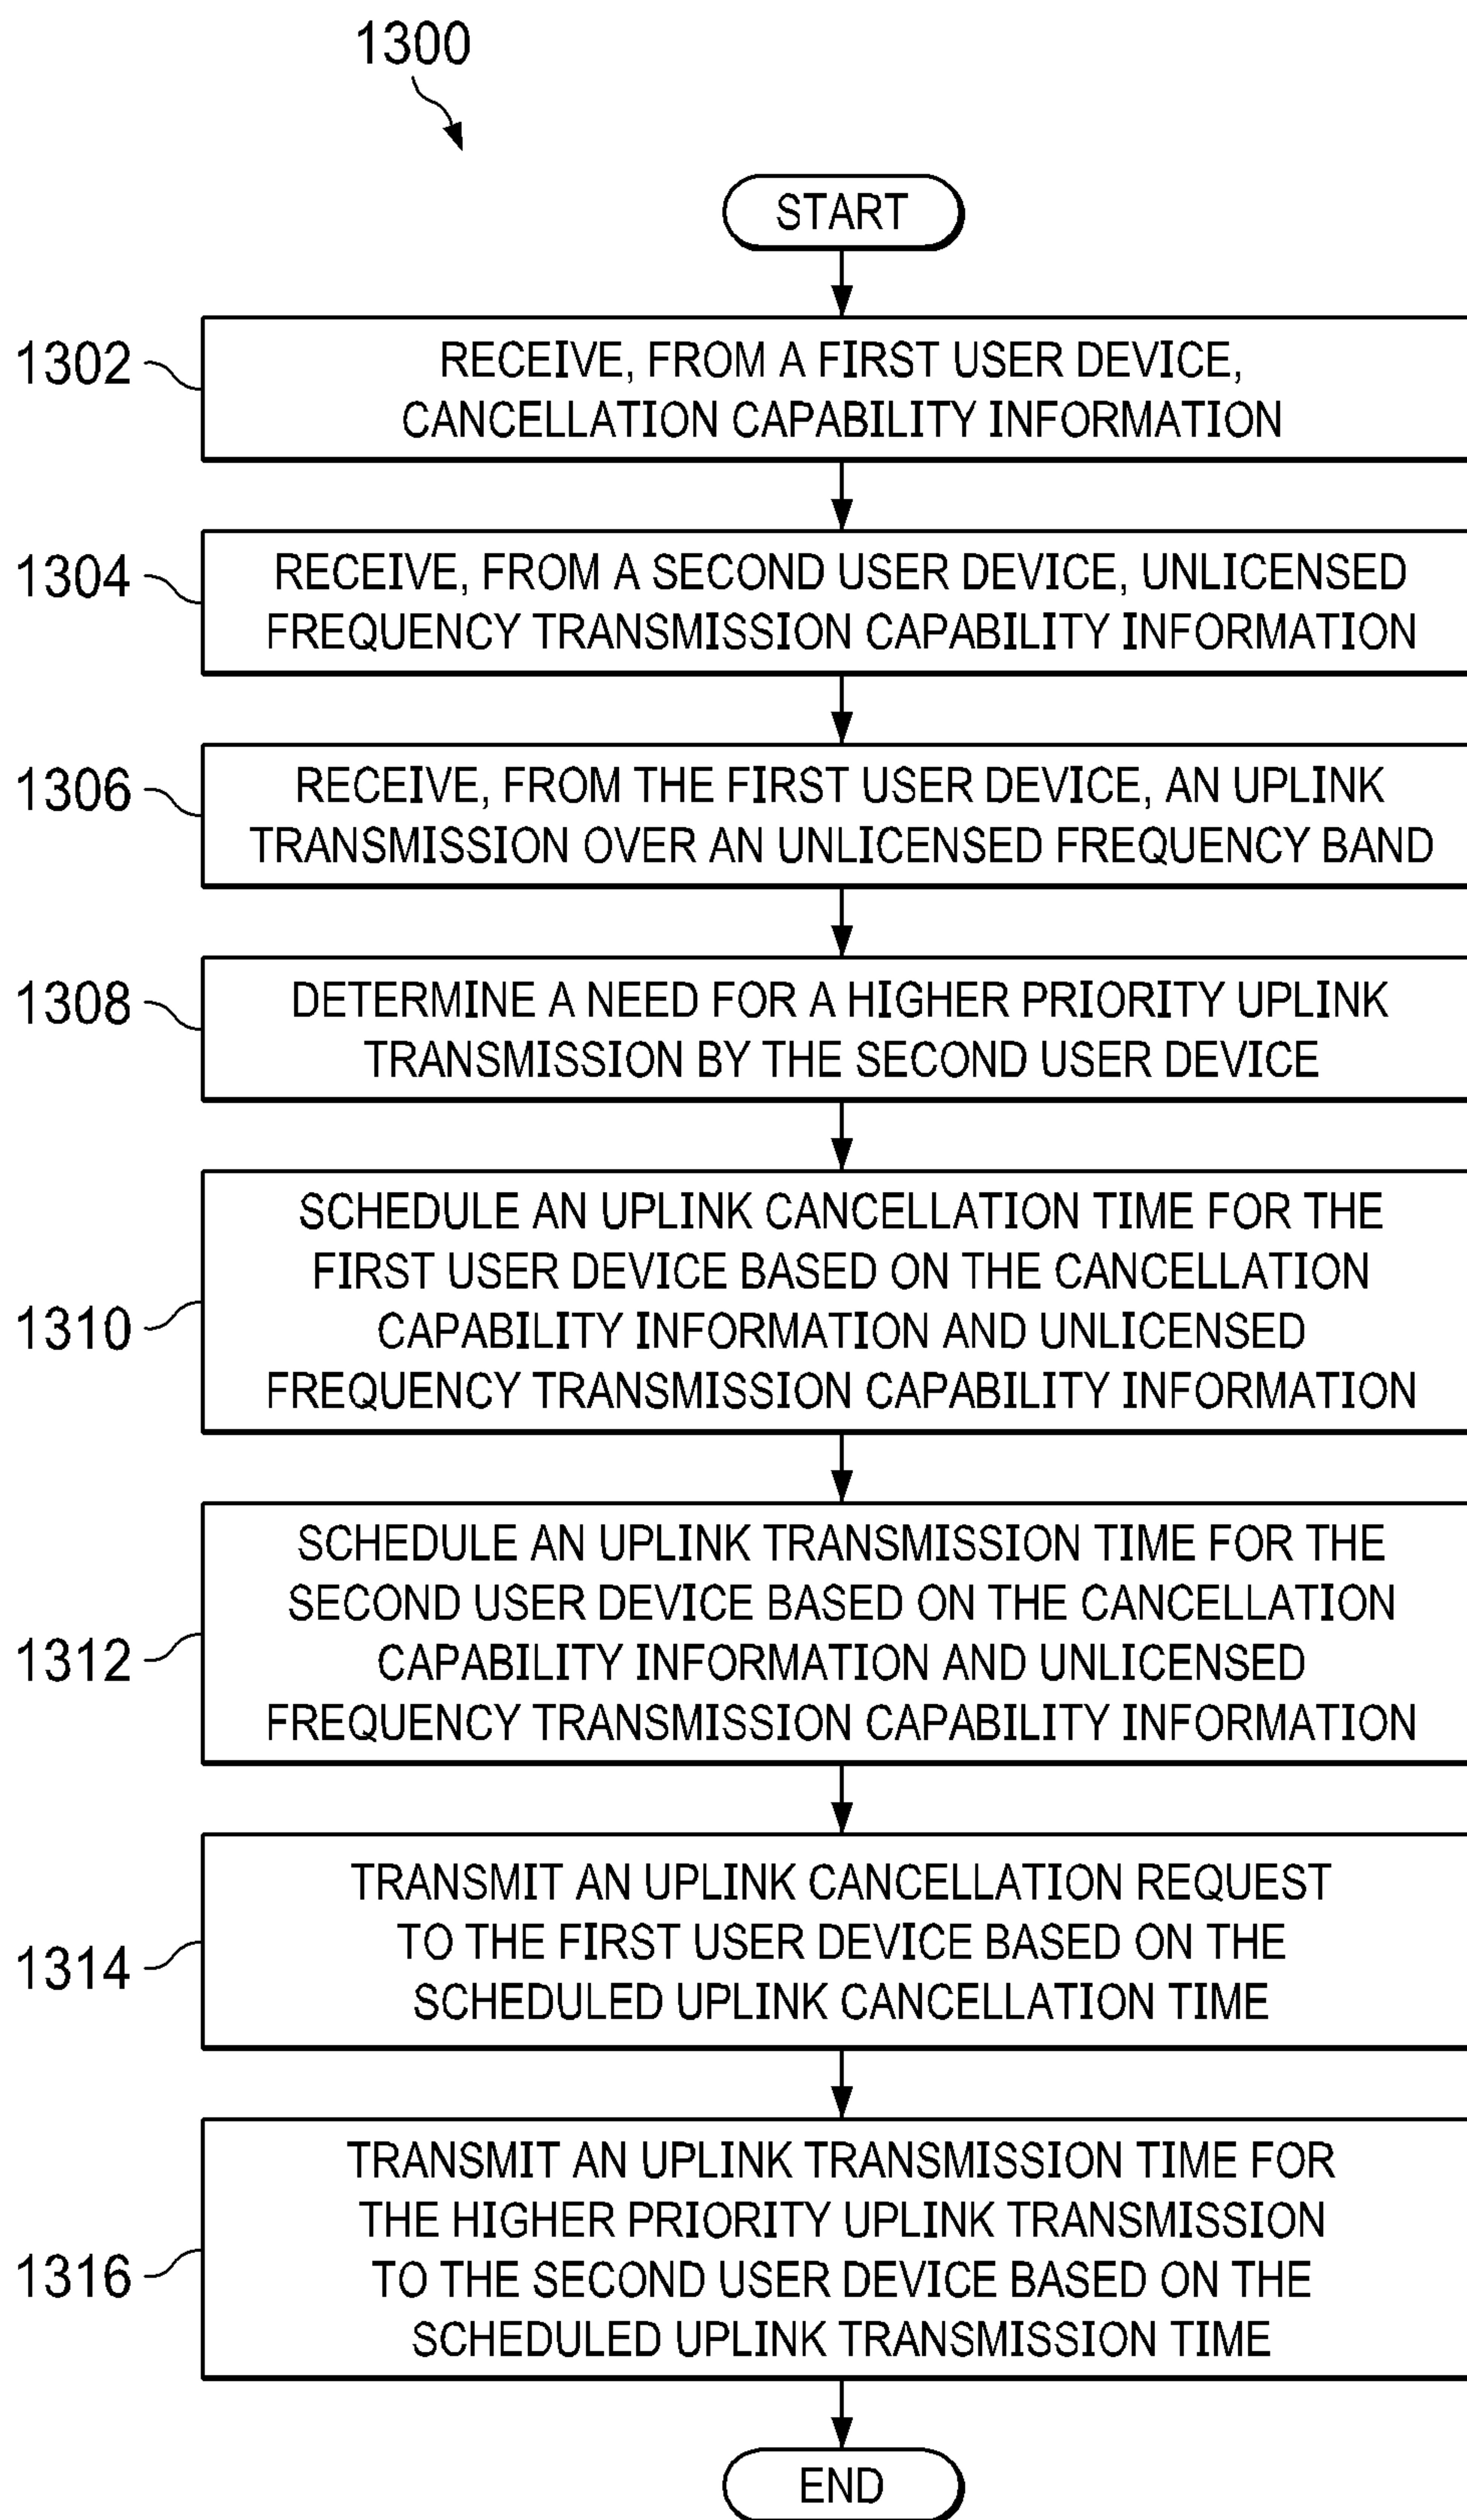 1300
START
1302
RECEIVE, FROM A FIRST USER DEVICE,
CANCELLATION CAPABILITY INFORMATION
1304
RECEIVE, FROM A SECOND USER DEVICE, UNLICENSED
FREQUENCY TRANSMISSION CAPABILITY INFORMATION
1306
RECEIVE, FROM THE FIRST USER DEVICE, AN UPLINK
TRANSMISSION OVER AN UNLICENSED FREQUENCY BAND
1308
DETERMINE A NEED FOR A HIGHER PRIORITY UPLINK
TRANSMISSION BY THE SECOND USER DEVICE
1310
SCHEDULE AN UPLINK CANCELLATION TIME FOR THE
FIRST USER DEVICE BASED ON THE CANCELLATION
CAPABILITY INFORMATION AND UNLICENSED
FREQUENCY TRANSMISSION CAPABILITY INFORMATION
1312
SCHEDULE AN UPLINK TRANSMISSION TIME FOR THE
SECOND USER DEVICE BASED ON THE CANCELLATION
CAPABILITY INFORMATION AND UNLICENSED
FREQUENCY TRANSMISSION CAPABILITY INFORMATION
1314
TRANSMIT AN UPLINK CANCELLATION REQUEST
TO THE FIRST USER DEVICE BASED ON THE
SCHEDULED UPLINK CANCELLATION TIME
1316
TRANSMIT AN UPLINK TRANSMISSION TIME FOR
THE HIGHER PRIORITY UPLINK TRANSMISSION
TO THE SECOND USER DEVICE BASED ON THE
SCHEDULED UPLINK TRANSMISSION TIME
END